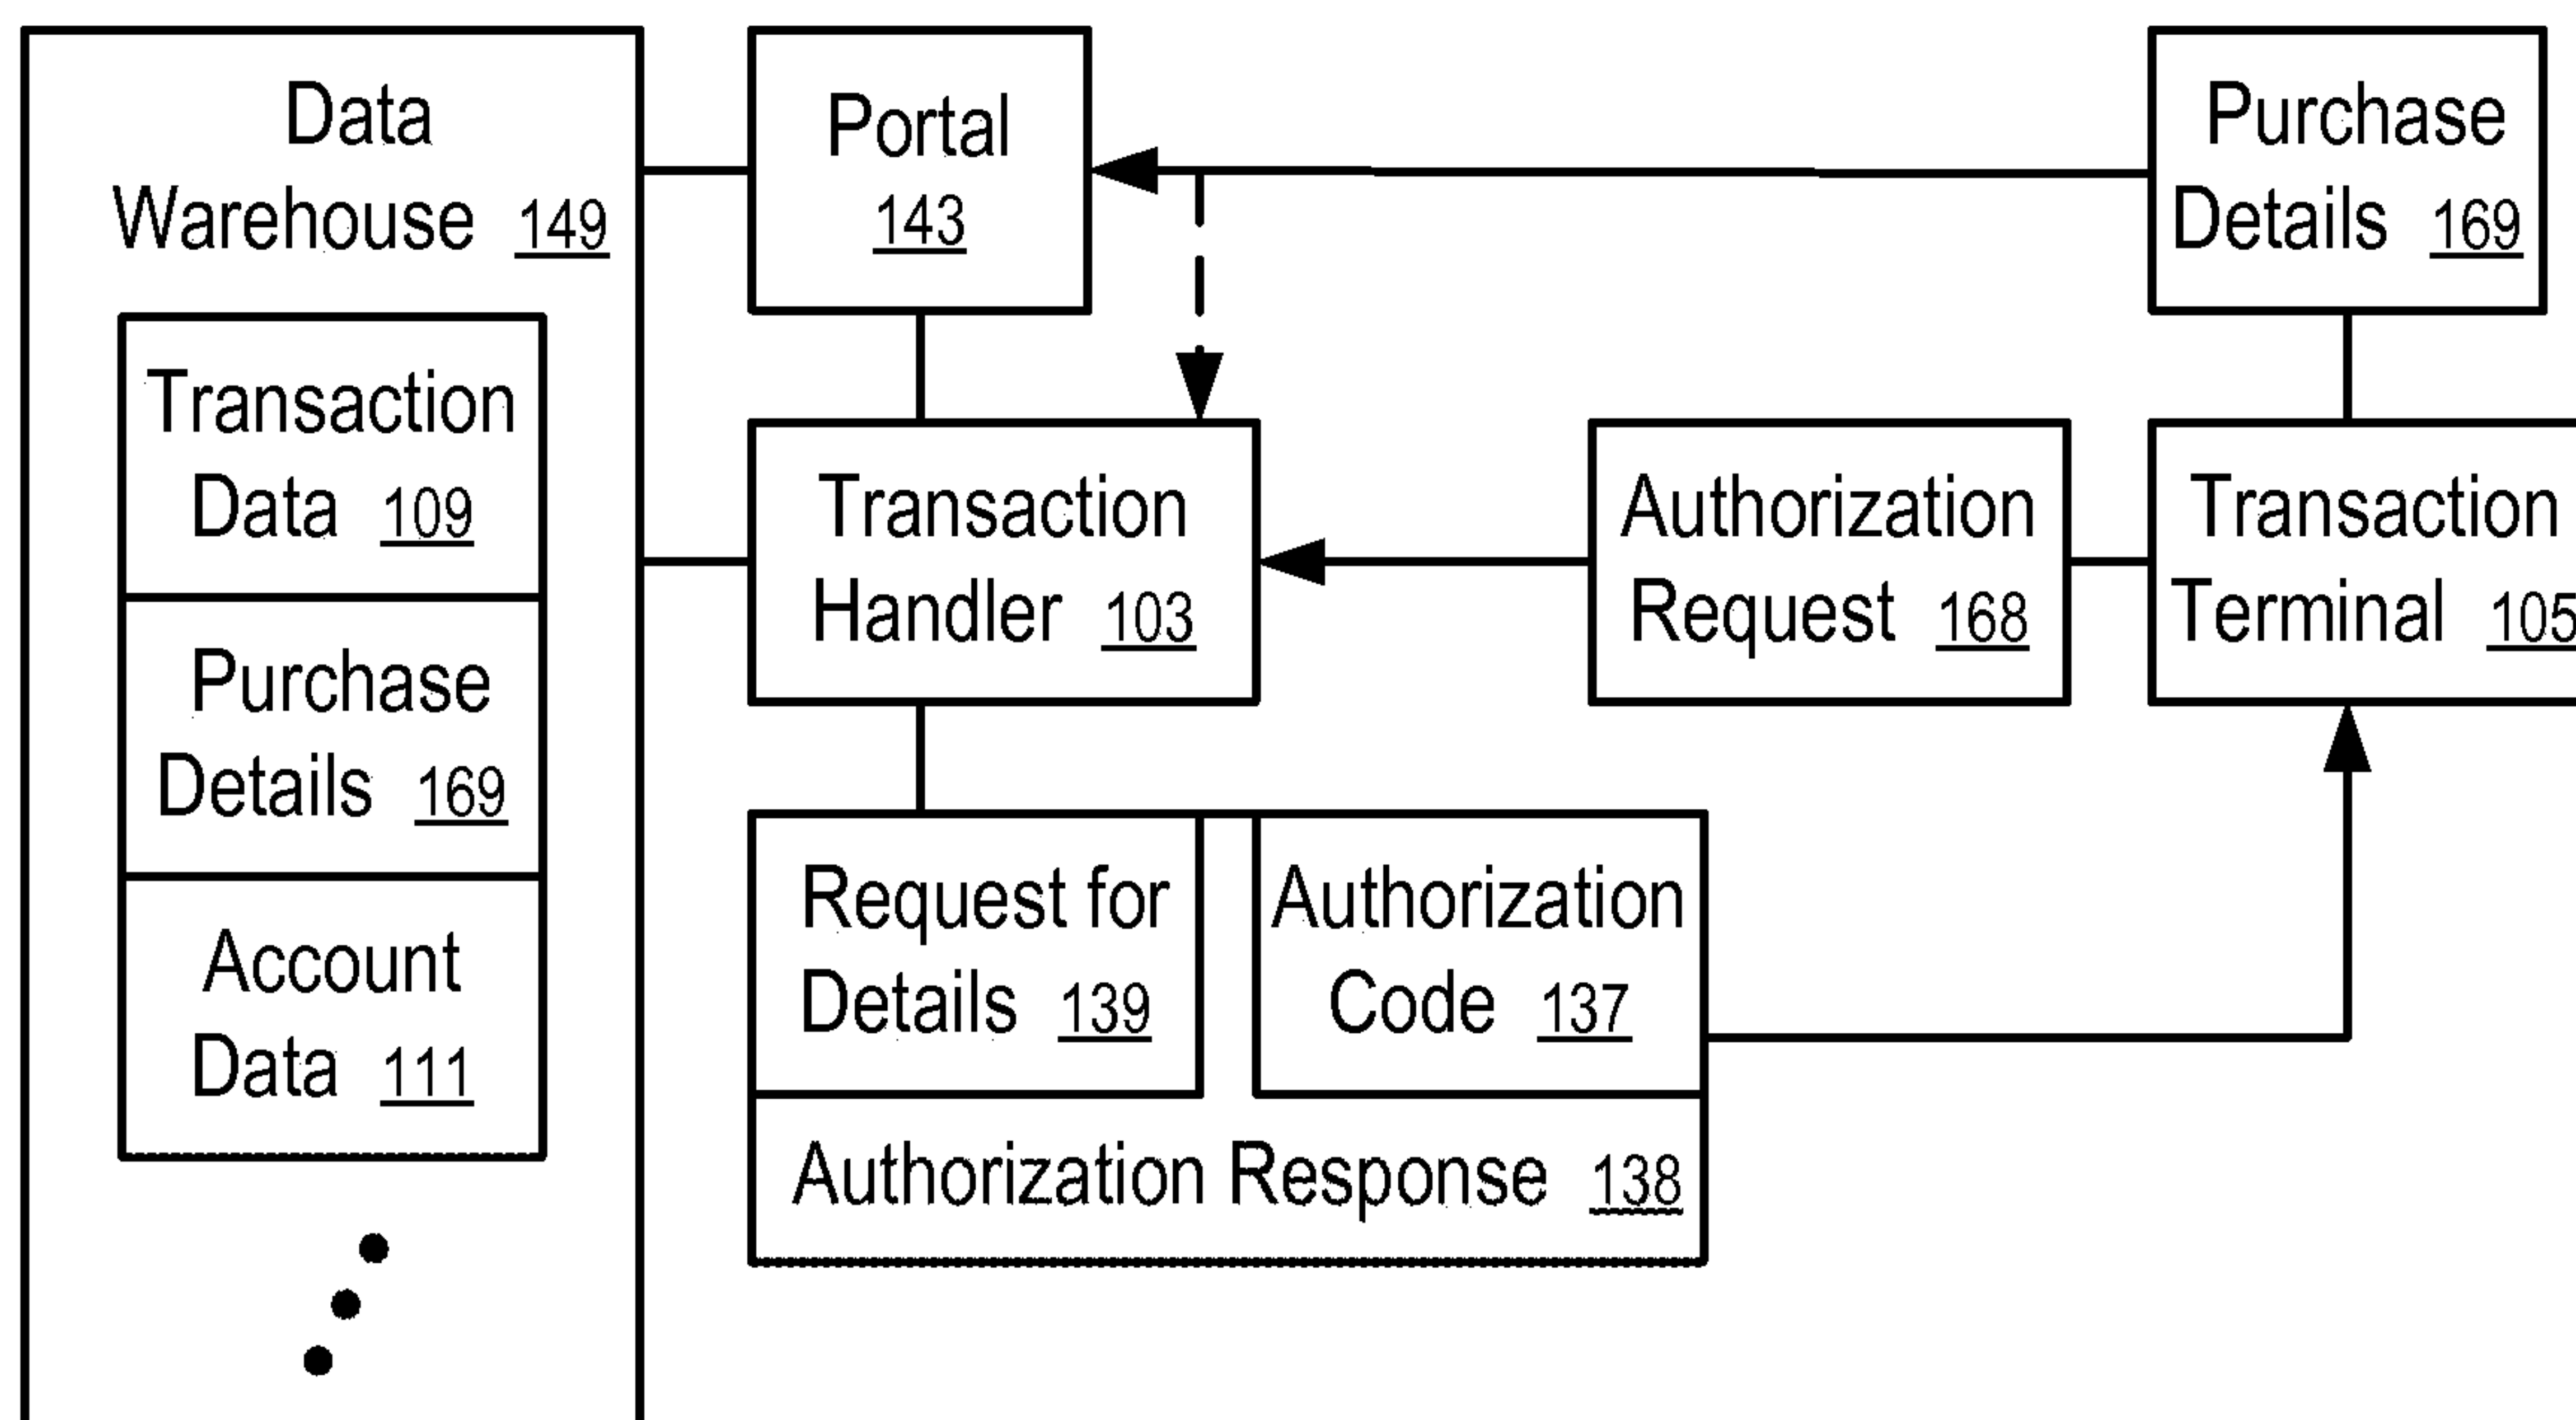 Data
Warehouse 149
Transaction
Data 109
Purchase
Details 169
Account
Data 111
Portal
143
Purchase
Details 169
Transaction
Handler 103
Authorization
Request 168
Transaction
Terminal 105
Request for
Details 139
Authorization
Code 137
Authorization Response 138